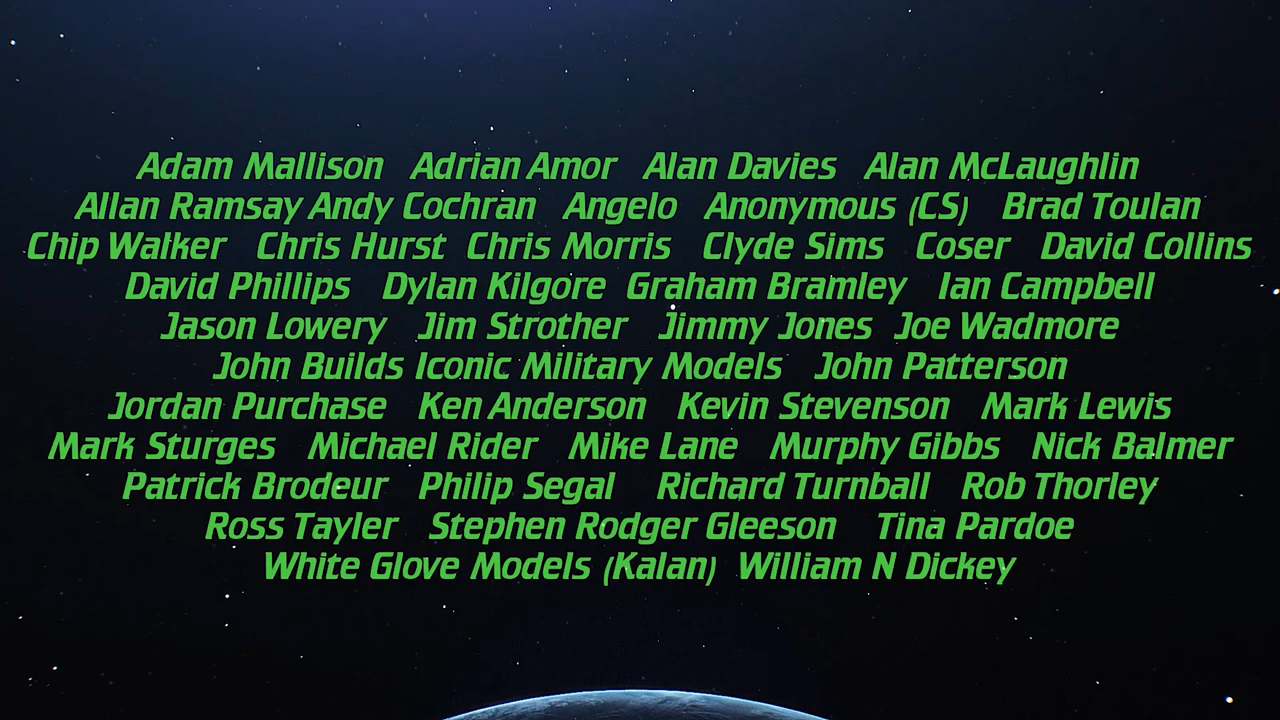 Adam Mallison Adrian Amor Alan Davies Alan McLaughlin
Allan Ramsay Andy Cochran Angelo Anonymous (CS) Brad Toulan
Chip Walker Chris Hurst Chris Morris Clyde Sims Coser David Collins
David Phillips Dylan Kilgore Graham Bramley Ian Campbell
Jason Lowery Jim Strother Jimmy Jones Joe Wadmore
John Builds Iconic Military Models John Patterson
Jordan Purchase Ken Anderson Kevin Stevenson Mark Lewis
Mark Sturges Michael Rider Mike Lane Murphy Gibbs Nick Balmer
Patrick Brodeur Philip Segal Richard Turnball Rob Thorley
Ross Tayler Stephen Rodger Gleeson Tina Pardoe
White Glove Models (Kalan) William N Dickey